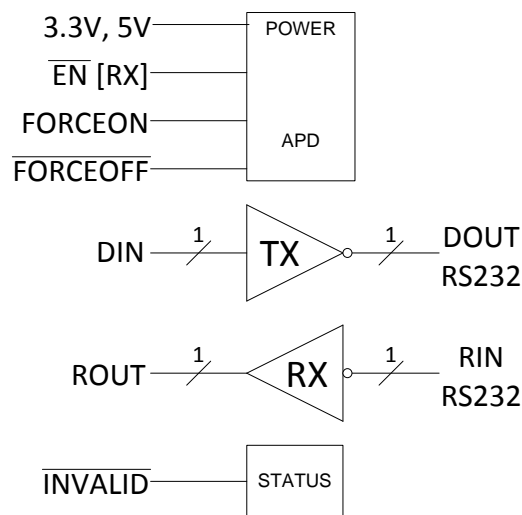 3.3V, 5V POWER
EN [RX]
FORCEON
APD
FORCEOFF
DIN 1 TX 1 DOUT
RS232
ROUT 1 RX 1 RIN
RS232
INVALID STATUS